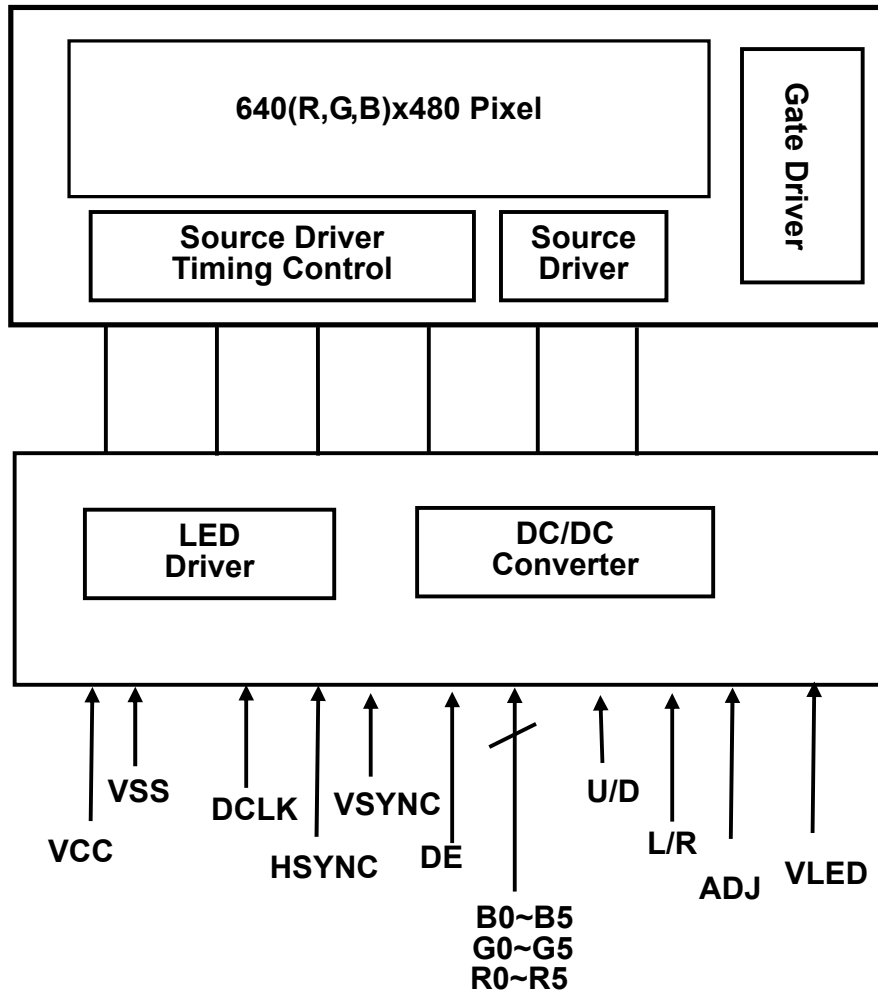 640(R,G,B)x480 Pixel
Gate Driver
Source Driver
Timing Control
Source
Driver
LED
Driver
DC/DC
Converter
VCC
VSS
DCLK
HSYNC
VSYNC
DE
B0~B5
G0~G5
R0~R5
U/D
L/R
ADJ
VLED